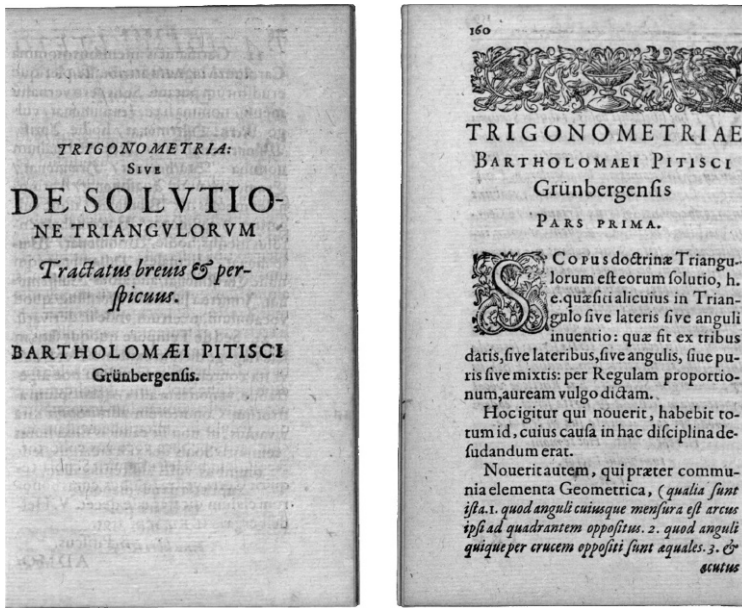 TRIGONOMETRIA:
SIVE
DE SOLVTIO-
NE TRIANGVLORVM
Tractatus breuis & per-
ſpicuus.
BARTHOLOMÆI PITISCI
Grünbergenſis.
160
TRIGONOMETRIAE
BARTHOLOMAEI PITISCI
Grünbergenſis
PARS PRIMA.
SCOPUS doctrinæ Triangu-
lorum eſt eorum ſolutio, h.
e. quæſiti alicuius in Trian-
gulo ſive lateris ſive anguli
inuentio: quæ fit ex tribus
datis, ſive lateribus, ſive angulis, ſiue pu-
ris ſive mixtis: per Regulam proportio-
num, auream vulgo dictam.
Hoc igitur qui nouerit, habebit to-
tum id, cuius cauſa in hac diſciplina de-
ſudandum erat.
Nouerit autem, qui præter commu-
nia elementa Geometrica, (qualia ſunt
iſta. 1. quod anguli cuiusque menſura eſt arcus
ipſi ad quadrantem oppoſitus. 2. quod anguli
quique per crucem oppoſiti ſunt æquales. 3. &
acutus